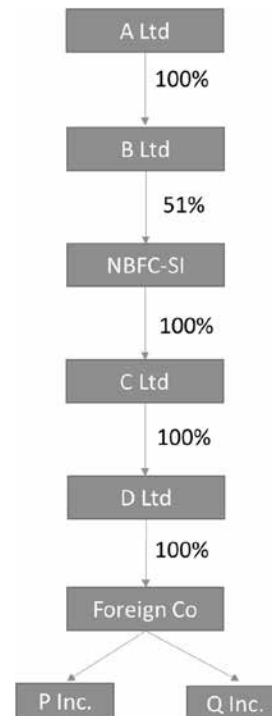 A Ltd
100%
B Ltd
51%
NBFC-SI
100%
C Ltd
100%
D Ltd
100%
Foreign Co
P Inc.
Q Inc.